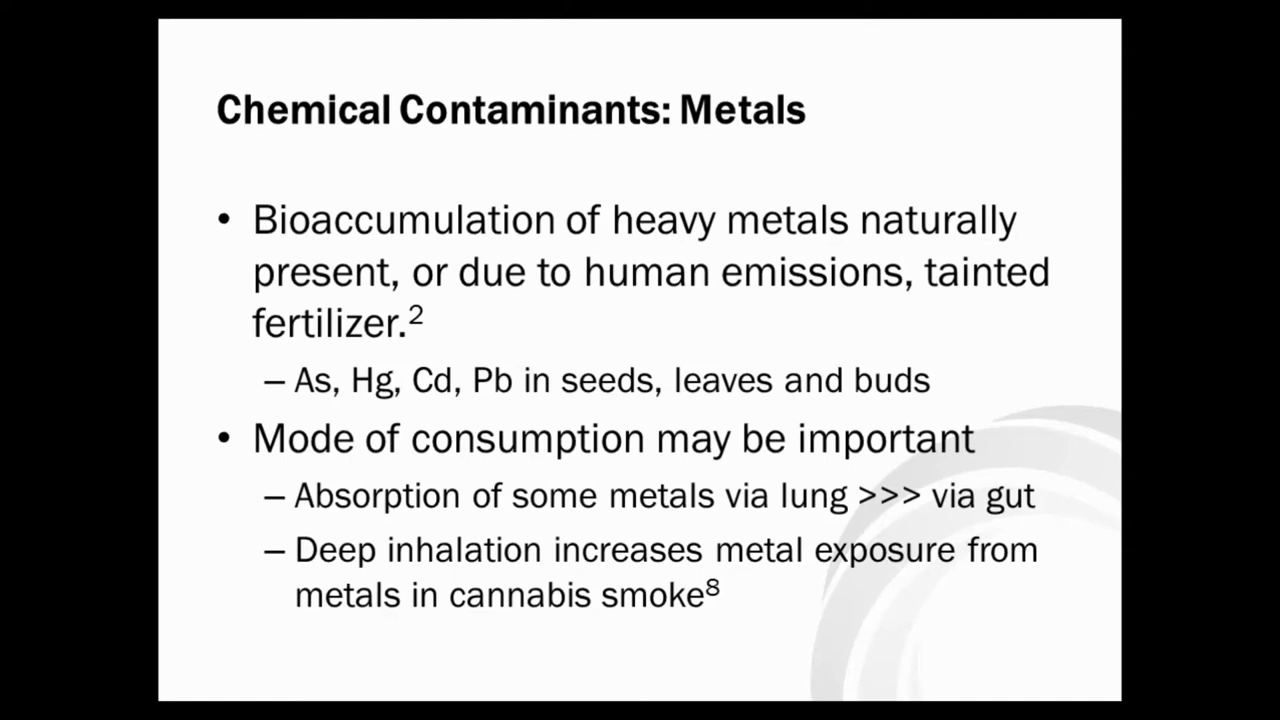 Chemical Contaminants: Metals
• Bioaccumulation of heavy metals naturally
present, or due to human emissions, tainted
fertilizer.²
– As, Hg, Cd, Pb in seeds, leaves and buds
• Mode of consumption may be important
– Absorption of some metals via lung >>> via gut
– Deep inhalation increases metal exposure from
metals in cannabis smoke⁸